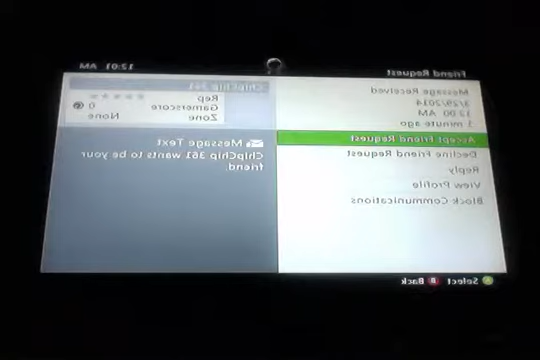 Friend Request
12:01 AM
Message Received
3/29/2014
12:00 AM
1 minute ago
Accept Friend Request
Decline Friend Request
Reply
View Profile
Block Communications
ChipChip 361
Rep
Gamerscore 0
Zone None
Message Text
ChipChip 361 wants to be your
friend.
A Select B Back